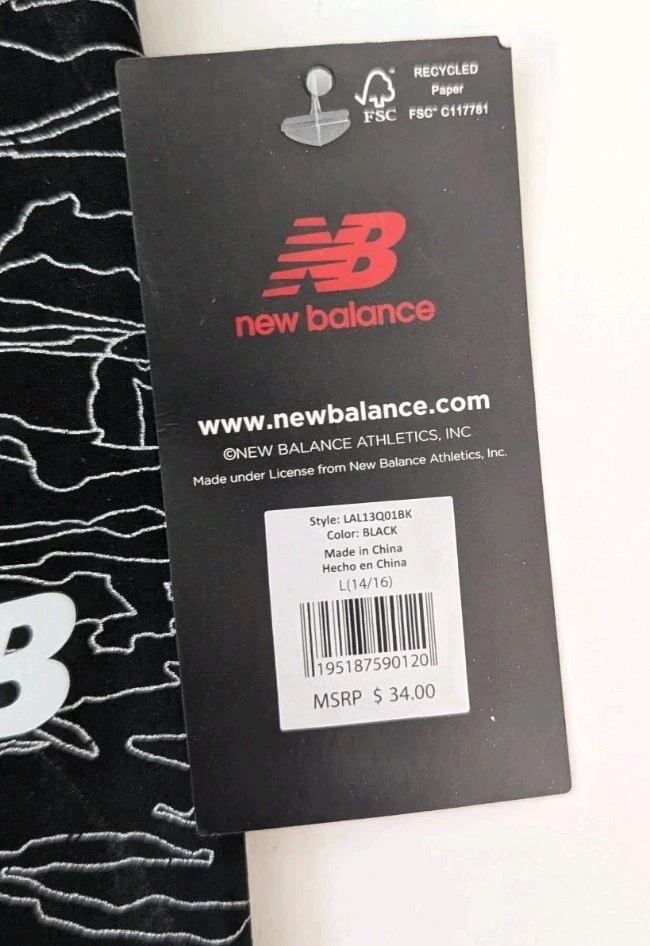 RECYCLED
Paper
FSC® C117781
FSC
NB
new balance
www.newbalance.com
©NEW BALANCE ATHLETICS, INC
Made under License from New Balance Athletics, Inc.
Style: LAL13Q01BK
Color: BLACK
Made in China
Hecho en China
L(14/16)
195187590120
MSRP $ 34.00
B